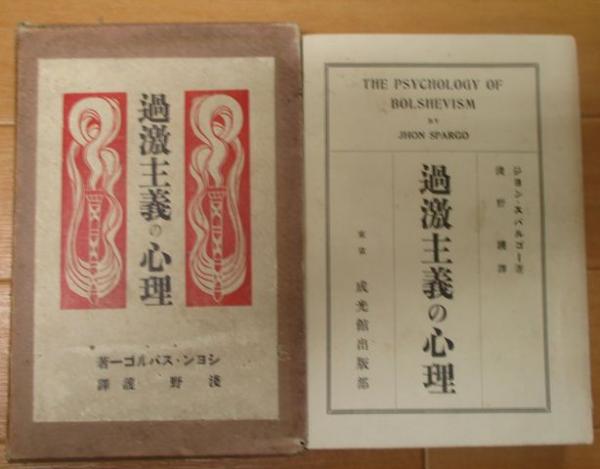 過激主義の心理
シヨン・スパルゴー著
淺野 護 譯
THE PSYCHOLOGY OF
BOLSHEVISM
BY
JHON SPARGO
ジヨン・スパルゴー著
淺野 護 譯
過激主義の心理
東京 成光館出版部